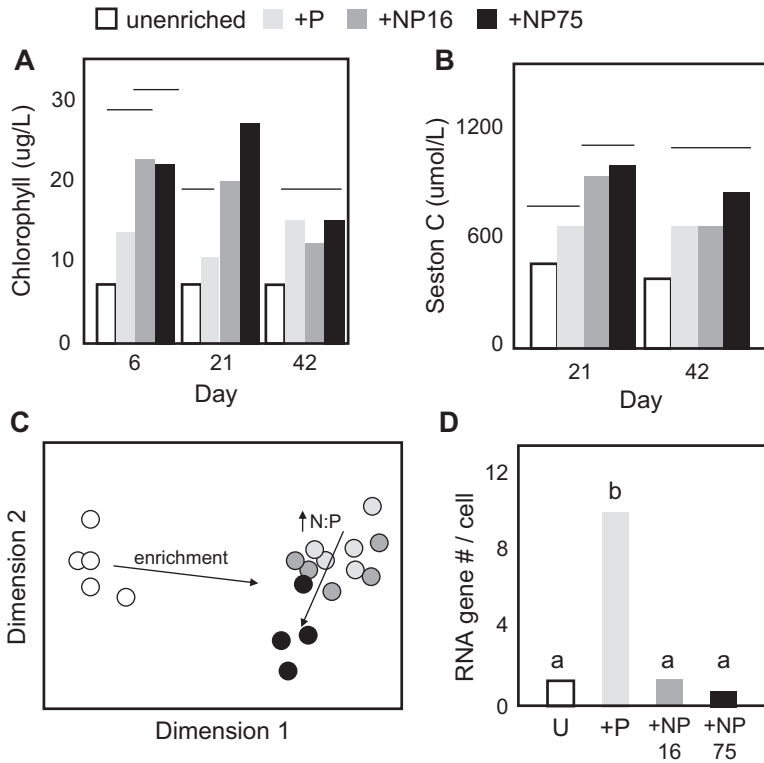 unenriched +P +NP16 +NP75
A
Chlorophyll (ug/L)
30
20
10
0
6 21 42
Day
B
Seston C (umol/L)
1200
600
0
21 42
Day
C
Dimension 2
enrichment
N:P
Dimension 1
D
RNA gene # / cell
12
8
4
0
a b a a
U +P +NP +NP
16 75